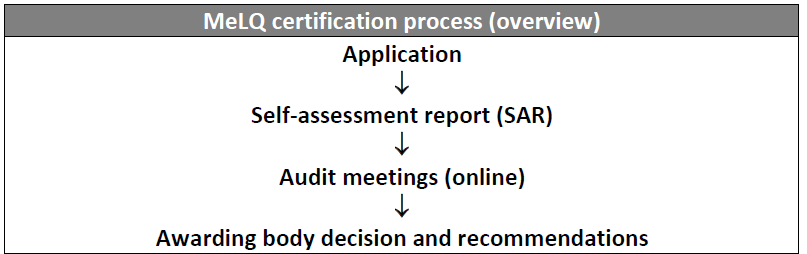 MeLQ certification process (overview)
Application
↓
Self-assessment report (SAR)
↓
Audit meetings (online)
↓
Awarding body decision and recommendations